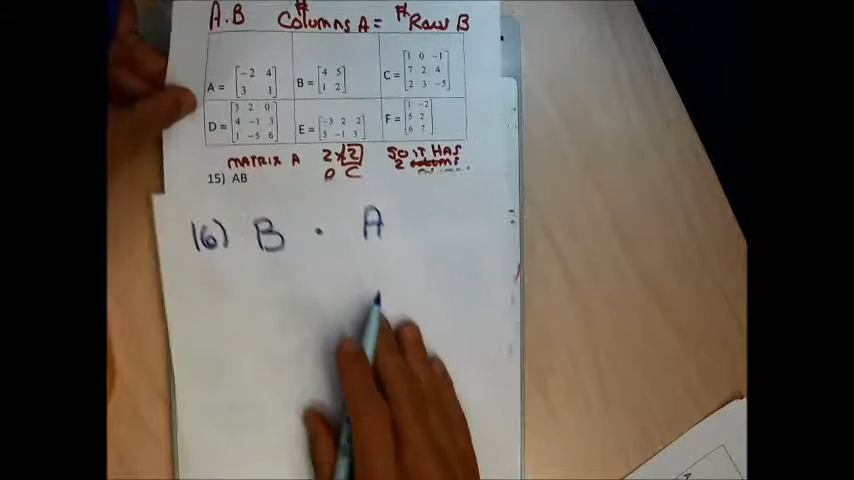 A.B # Columns A = # Row B
A = [-2 4
3 1]
B = [4 5
1 2]
C = [1 0 -1
7 2 4
2 3 -5]
D = [3 2 0
4 -1 3
1 -5 6]
E = [-3 2 2
5 -1 3]
F = [1 -2
5 2
6 7]
MATRIX A 2x2 SO IT HAS
R C 2
15) AB
16) B · A